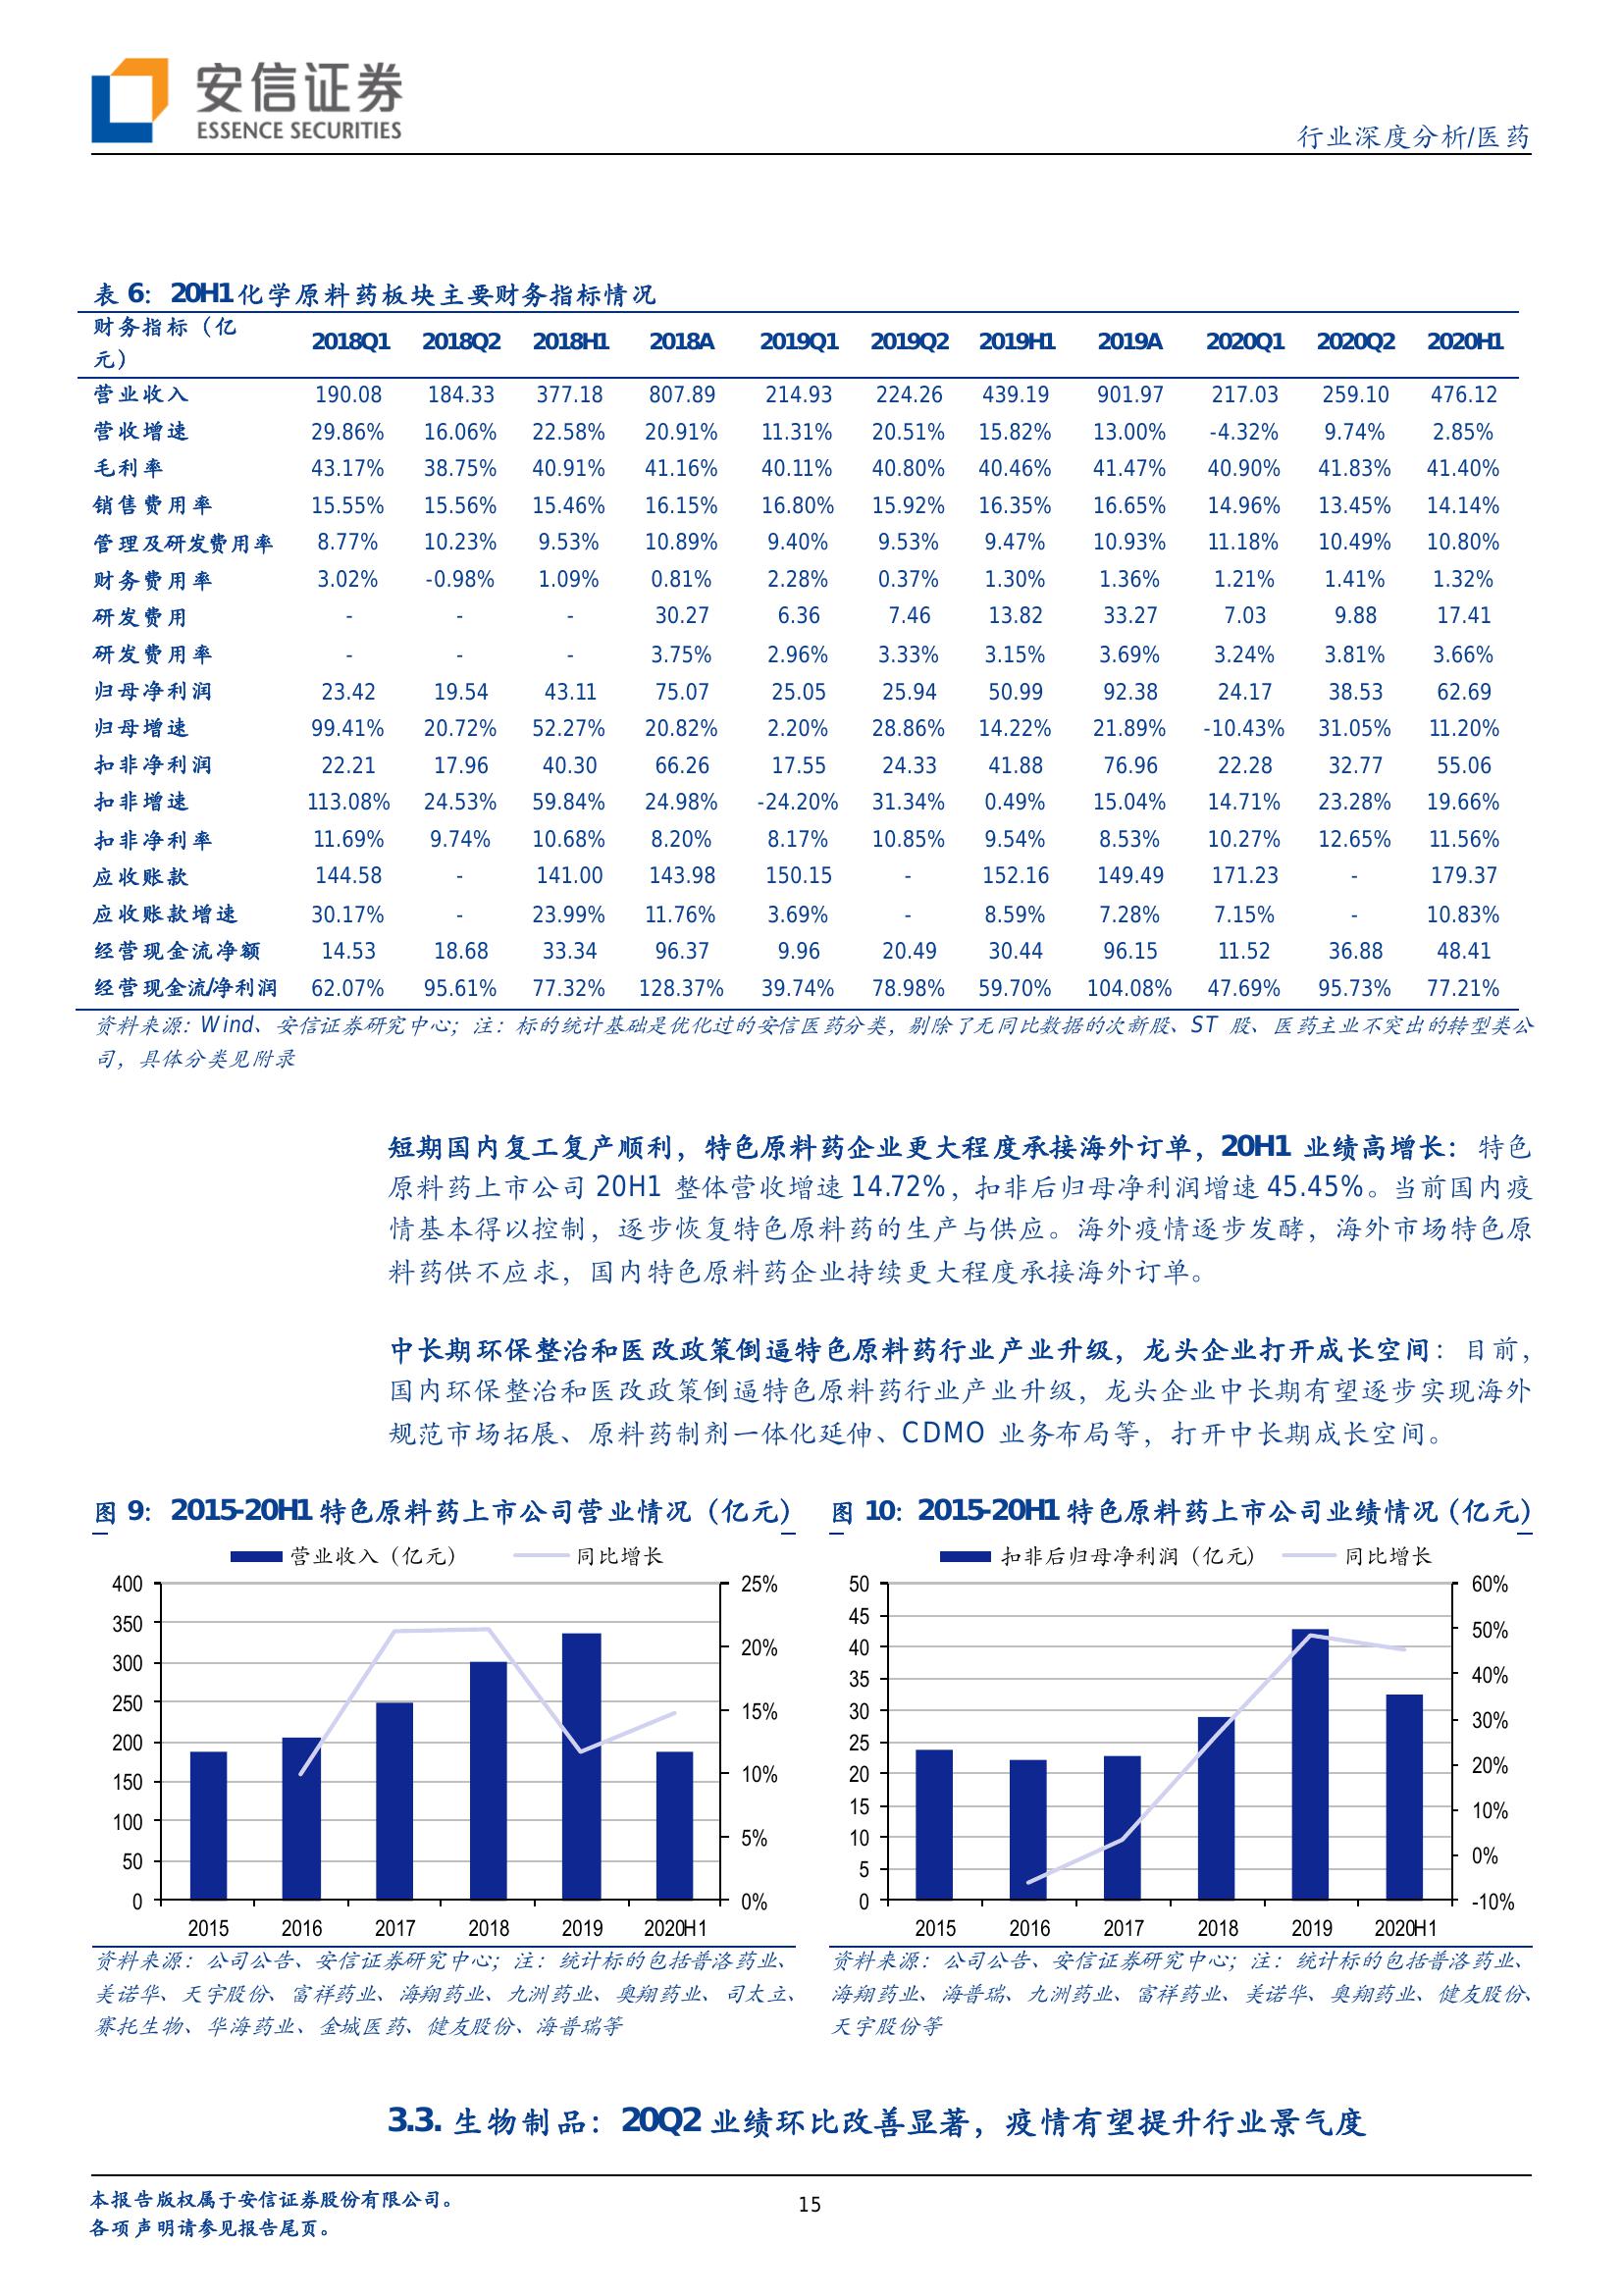 安信证券
ESSENCE SECURITIES
行业深度分析/医药
表 6：20H1 化学原料药板块主要财务指标情况
财务指标（亿元） 2018Q1 2018Q2 2018H1 2018A 2019Q1 2019Q2 2019H1 2019A 2020Q1 2020Q2 2020H1
营业收入 190.08 184.33 377.18 807.89 214.93 224.26 439.19 901.97 217.03 259.10 476.12
营收增速 29.86% 16.06% 22.58% 20.91% 11.31% 20.51% 15.82% 13.00% -4.32% 9.74% 2.85%
毛利率 43.17% 38.75% 40.91% 41.16% 40.11% 40.80% 40.46% 41.47% 40.90% 41.83% 41.40%
销售费用率 15.55% 15.56% 15.46% 16.15% 16.80% 15.92% 16.35% 16.65% 14.96% 13.45% 14.14%
管理及研发费用率 8.77% 10.23% 9.53% 10.89% 9.40% 9.53% 9.47% 10.93% 11.18% 10.49% 10.80%
财务费用率 3.02% -0.98% 1.09% 0.81% 2.28% 0.37% 1.30% 1.36% 1.21% 1.41% 1.32%
研发费用 - - - 30.27 6.36 7.46 13.82 33.27 7.03 9.88 17.41
研发费用率 - - - 3.75% 2.96% 3.33% 3.15% 3.69% 3.24% 3.81% 3.66%
归母净利润 23.42 19.54 43.11 75.07 25.05 25.94 50.99 92.38 24.17 38.53 62.69
归母增速 99.41% 20.72% 52.27% 20.82% 2.20% 28.86% 14.22% 21.89% -10.43% 31.05% 11.20%
扣非净利润 22.21 17.96 40.30 66.26 17.55 24.33 41.88 76.96 22.28 32.77 55.06
扣非增速 113.08% 24.53% 59.84% 24.98% -24.20% 31.34% 0.49% 15.04% 14.71% 23.28% 19.66%
扣非净利率 11.69% 9.74% 10.68% 8.20% 8.17% 10.85% 9.54% 8.53% 10.27% 12.65% 11.56%
应收账款 144.58 - 141.00 143.98 150.15 - 152.16 149.49 171.23 - 179.37
应收账款增速 30.17% - 23.99% 11.76% 3.69% - 8.59% 7.28% 7.15% - 10.83%
经营现金流净额 14.53 18.68 33.34 96.37 9.96 20.49 30.44 96.15 11.52 36.88 48.41
经营现金流/净利润 62.07% 95.61% 77.32% 128.37% 39.74% 78.98% 59.70% 104.08% 47.69% 95.73% 77.21%
资料来源：Wind、安信证券研究中心；注：标的统计基础是优化过的安信医药分类，剔除了无同比数据的次新股、ST 股、医药主业不突出的转型类公
司，具体分类见附录
短期国内复工复产顺利，特色原料药企业更大程度承接海外订单，20H1 业绩高增长：特色
原料药上市公司 20H1 整体营收增速 14.72%，扣非后归母净利润增速 45.45%。当前国内疫
情基本得以控制，逐步恢复特色原料药的生产与供应。海外疫情逐步发酵，海外市场特色原
料药供不应求，国内特色原料药企业持续更大程度承接海外订单。
中长期环保整治和医改政策倒逼特色原料药行业产业升级，龙头企业打开成长空间：目前，
国内环保整治和医改政策倒逼特色原料药行业产业升级，龙头企业中长期有望逐步实现海外
规范市场拓展、原料药制剂一体化延伸、CDMO 业务布局等，打开中长期成长空间。
图 9：2015-20H1 特色原料药上市公司营业情况（亿元）
营业收入（亿元） 同比增长
400 25%
350
300 20%
250
200 15%
150 10%
100
50 5%
0 0%
2015 2016 2017 2018 2019 2020H1
资料来源：公司公告、安信证券研究中心；注：统计标的包括普洛药业、
美诺华、天宇股份、富祥药业、海翔药业、九洲药业、奥翔药业、司太立、
赛托生物、华海药业、金城医药、健友股份、海普瑞等
图 10：2015-20H1 特色原料药上市公司业绩情况（亿元）
扣非后归母净利润（亿元） 同比增长
50 60%
45 50%
40
35 40%
30 30%
25
20 20%
15 10%
10
5 0%
0 -10%
2015 2016 2017 2018 2019 2020H1
资料来源：公司公告、安信证券研究中心；注：统计标的包括普洛药业、
海翔药业、海普瑞、九洲药业、富祥药业、美诺华、奥翔药业、健友股份、
天宇股份等
3.3. 生物制品：20Q2 业绩环比改善显著，疫情有望提升行业景气度
本报告版权属于安信证券股份有限公司。
各项声明请参见报告尾页。
15